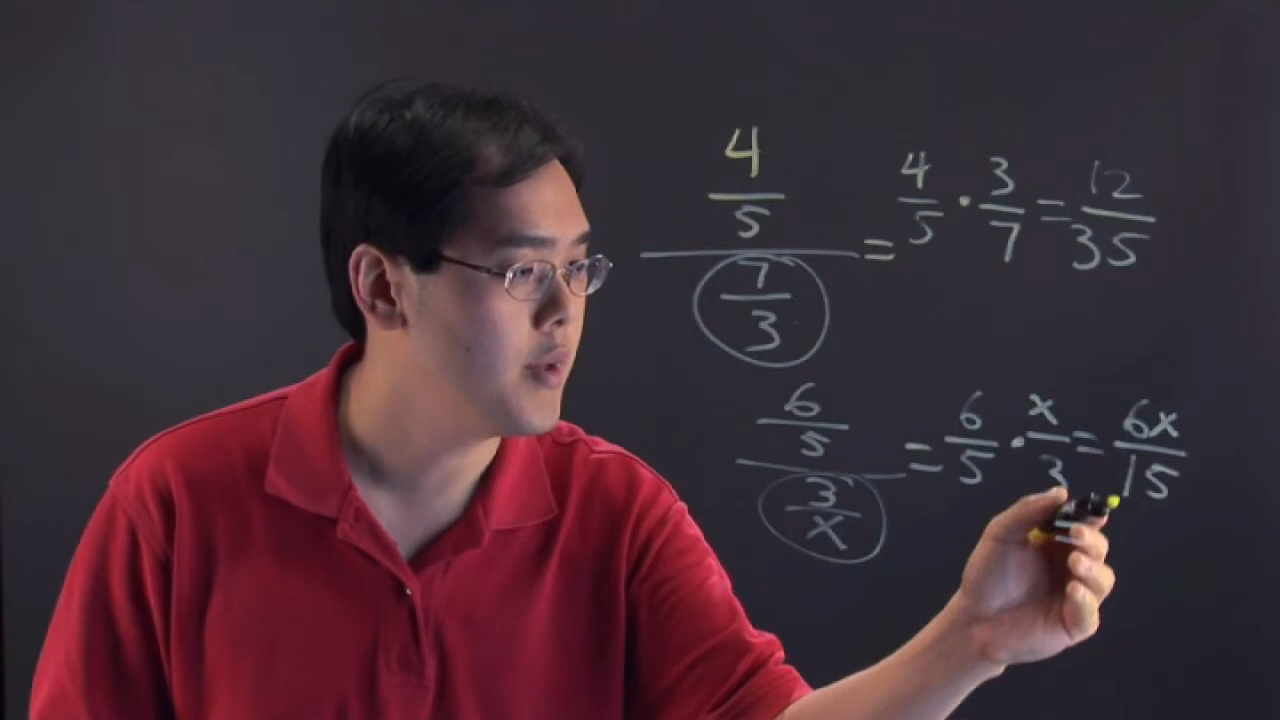 4/5 / 7/3 = 4/5 · 3/7 = 12/35
6/5 / 3/x = 6/5 · x/3 = 6x/15